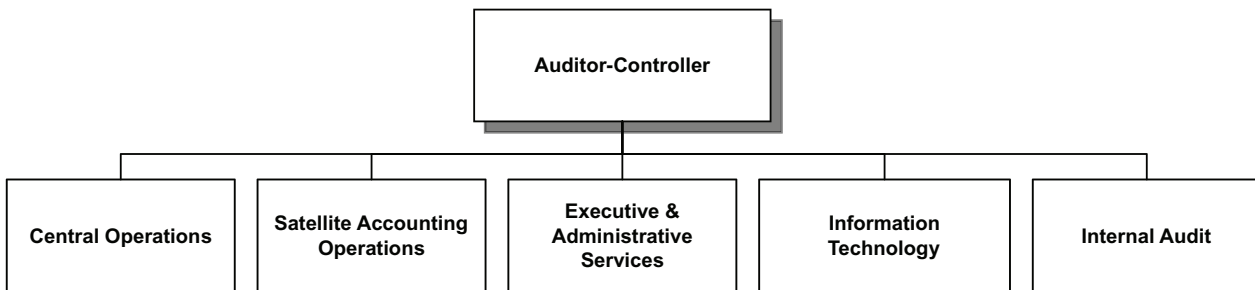 Auditor-Controller
Central Operations
Satellite Accounting
Operations
Executive &
Administrative
Services
Information
Technology
Internal Audit